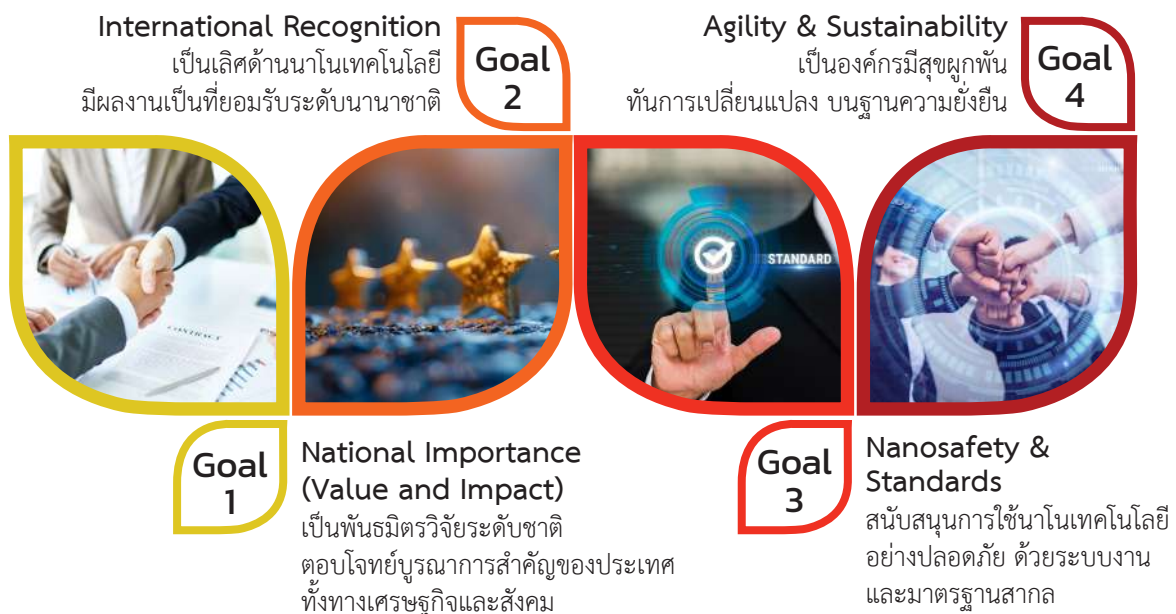 International Recognition
เป็นเลิศด้านนาโนเทคโนโลยี
มีผลงานเป็นที่ยอมรับระดับนานาชาติ
Goal
2
Agility & Sustainability
เป็นองค์กรมีสุขผูกพัน
ทันการเปลี่ยนแปลง บนฐานความยั่งยืน
Goal
4
CONTRACT
STANDARD
Goal
1
National Importance
(Value and Impact)
เป็นพันธมิตรวิจัยระดับชาติ
ตอบโจทย์บูรณาการสำคัญของประเทศ
ทั้งทางเศรษฐกิจและสังคม
Goal
3
Nanosafety &
Standards
สนับสนุนการใช้นาโนเทคโนโลยี
อย่างปลอดภัย ด้วยระบบงาน
และมาตรฐานสากล